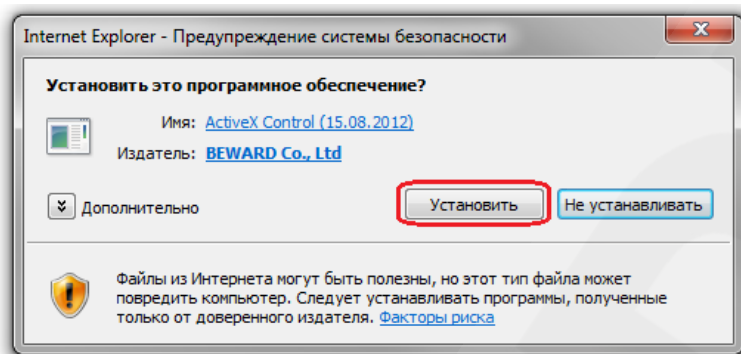 Internet Explorer - Предупреждение системы безопасности
Установить это программное обеспечение?
Имя: ActiveX Control (15.08.2012)
Издатель: BEWARD Co., Ltd
Дополнительно Установить Не устанавливать
Файлы из Интернета могут быть полезны, но этот тип файла может
повредить компьютер. Следует устанавливать программы, полученные
только от доверенного издателя. Факторы риска